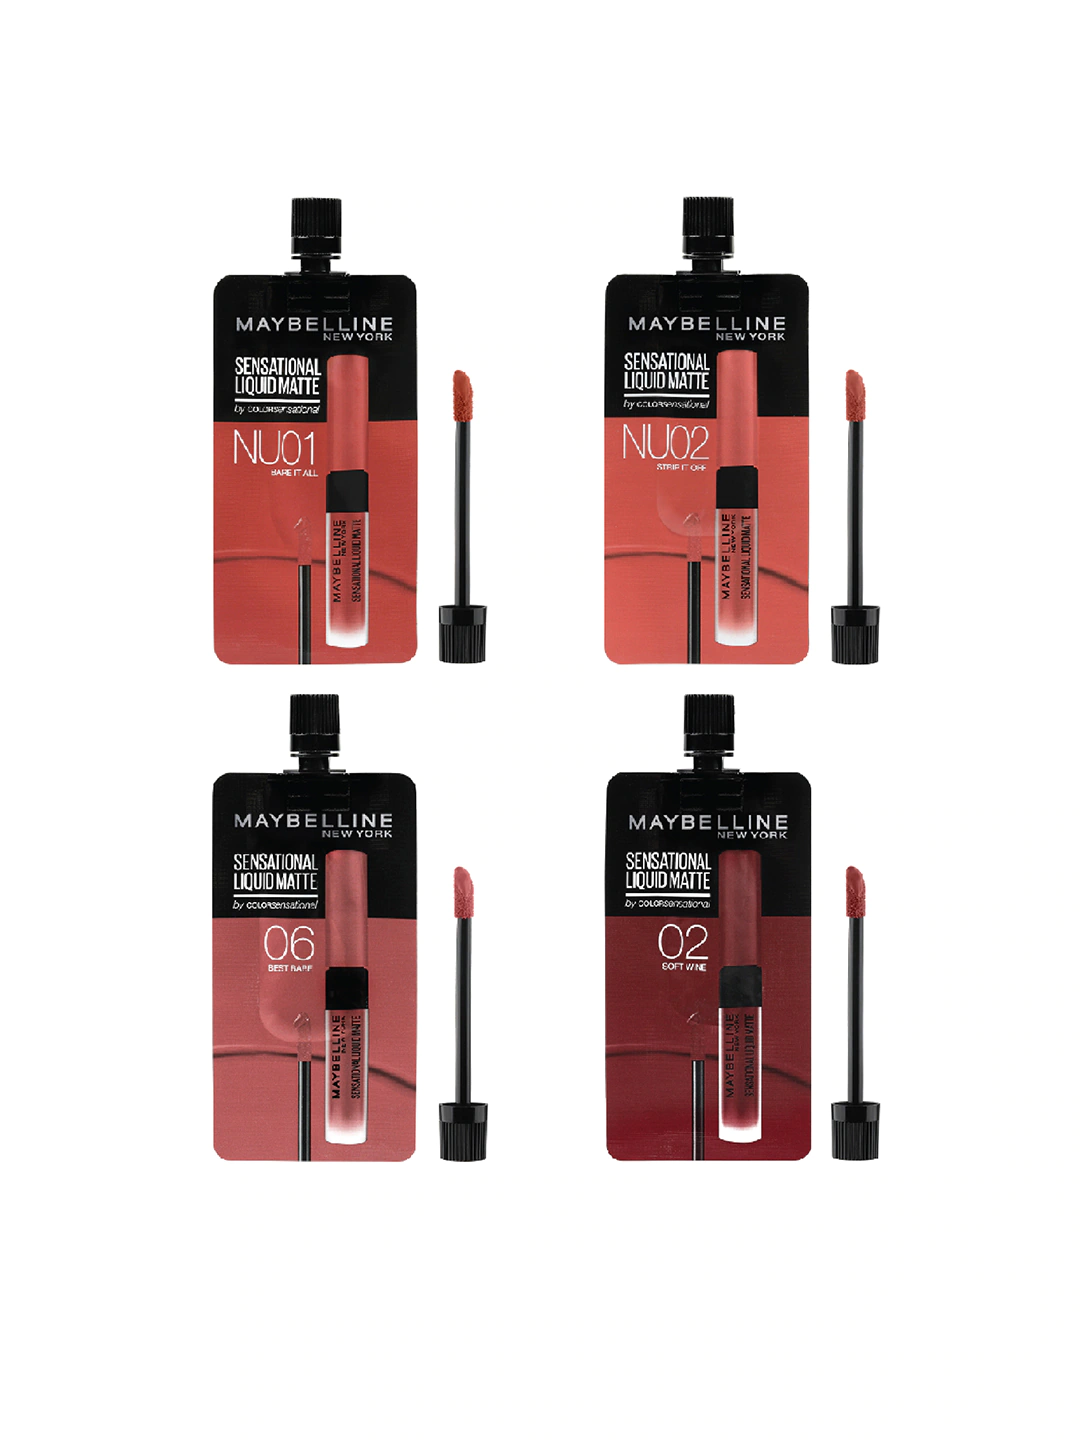 MAYBELLINE
NEW YORK
SENSATIONAL
LIQUID MATTE
by COLORsensational
NU01
BARE IT ALL
MAYBELLINE
NEW YORK
SENSATIONAL LIQUID MATTE
MAYBELLINE
NEW YORK
SENSATIONAL
LIQUID MATTE
by COLORsensational
NU02
STRIP IT OFF
MAYBELLINE
NEW YORK
SENSATIONAL LIQUID MATTE
MAYBELLINE
NEW YORK
SENSATIONAL
LIQUID MATTE
by COLORsensational
06
BEST BABE
MAYBELLINE
NEW YORK
SENSATIONAL LIQUID MATTE
MAYBELLINE
NEW YORK
SENSATIONAL
LIQUID MATTE
by COLORsensational
02
SOFT WINE
MAYBELLINE
NEW YORK
SENSATIONAL LIQUID MATTE